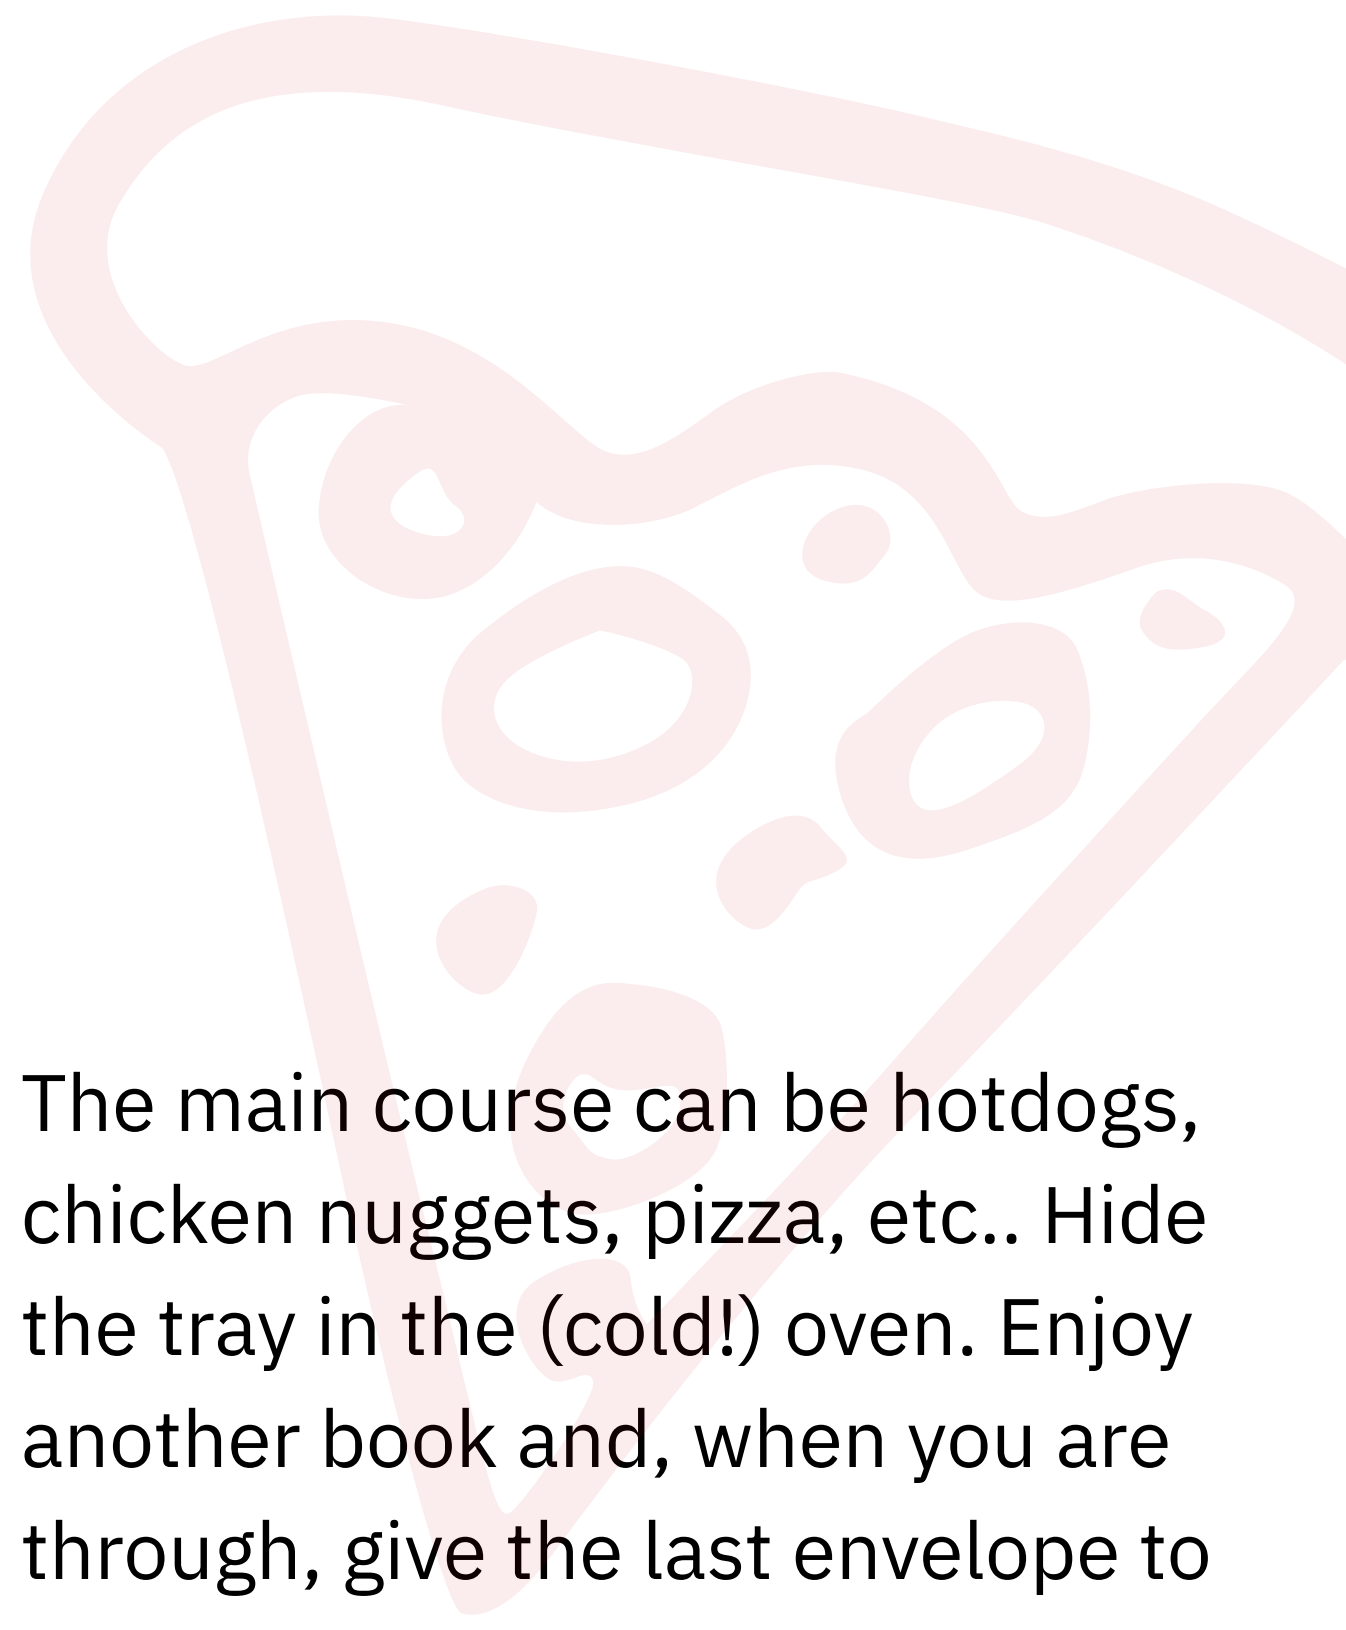 The main course can be hotdogs,
chicken nuggets, pizza, etc.. Hide
the tray in the (cold!) oven. Enjoy
another book and, when you are
through, give the last envelope to